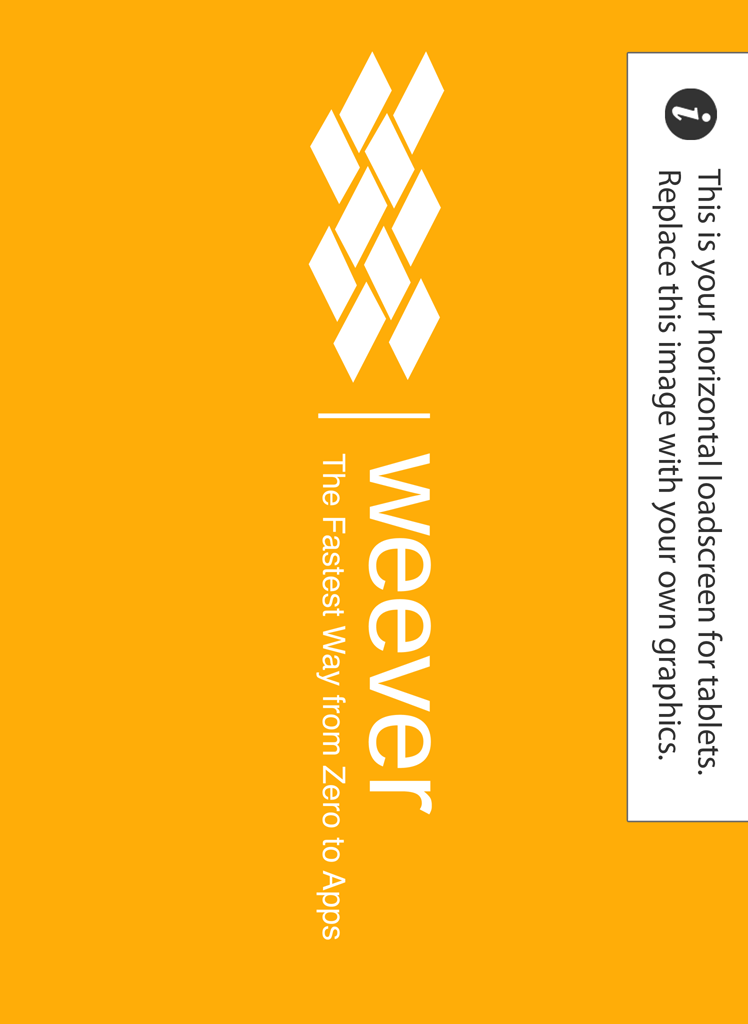 This is your horizontal loadscreen for tablets.
Replace this image with your own graphics.
weever
The Fastest Way from Zero to Apps